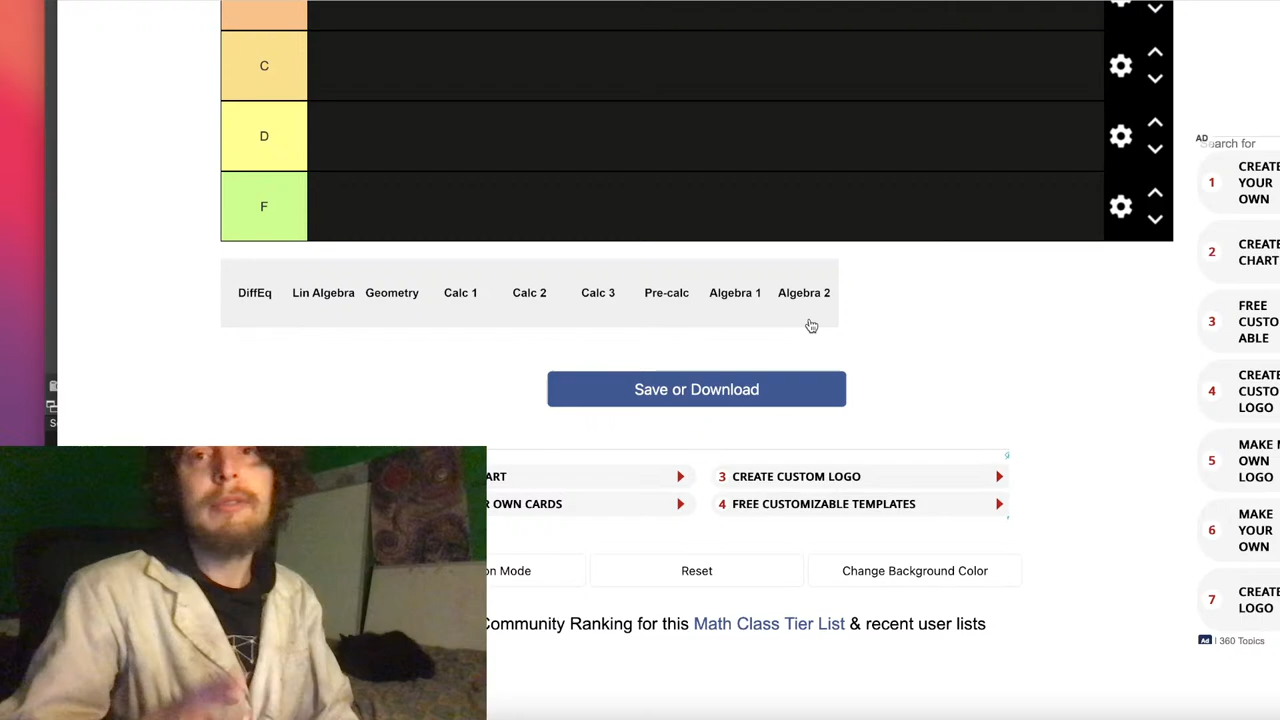 C
D
F
DiffEq
Lin Algebra
Geometry
Calc 1
Calc 2
Calc 3
Pre-calc
Algebra 1
Algebra 2
Save or Download
ART
3 CREATE CUSTOM LOGO
OWN CARDS
4 FREE CUSTOMIZABLE TEMPLATES
on Mode
Reset
Change Background Color
Community Ranking for this Math Class Tier List & recent user lists
AD
earch for
1 CREATE
YOUR
OWN
2 CREATE
CHART
3 FREE
CUSTO
ABLE
4 CREATE
CUSTO
LOGO
5 MAKE
OWN
LOGO
6 MAKE
YOUR
OWN
7 CREATE
LOGO
Ad | 360 Topics